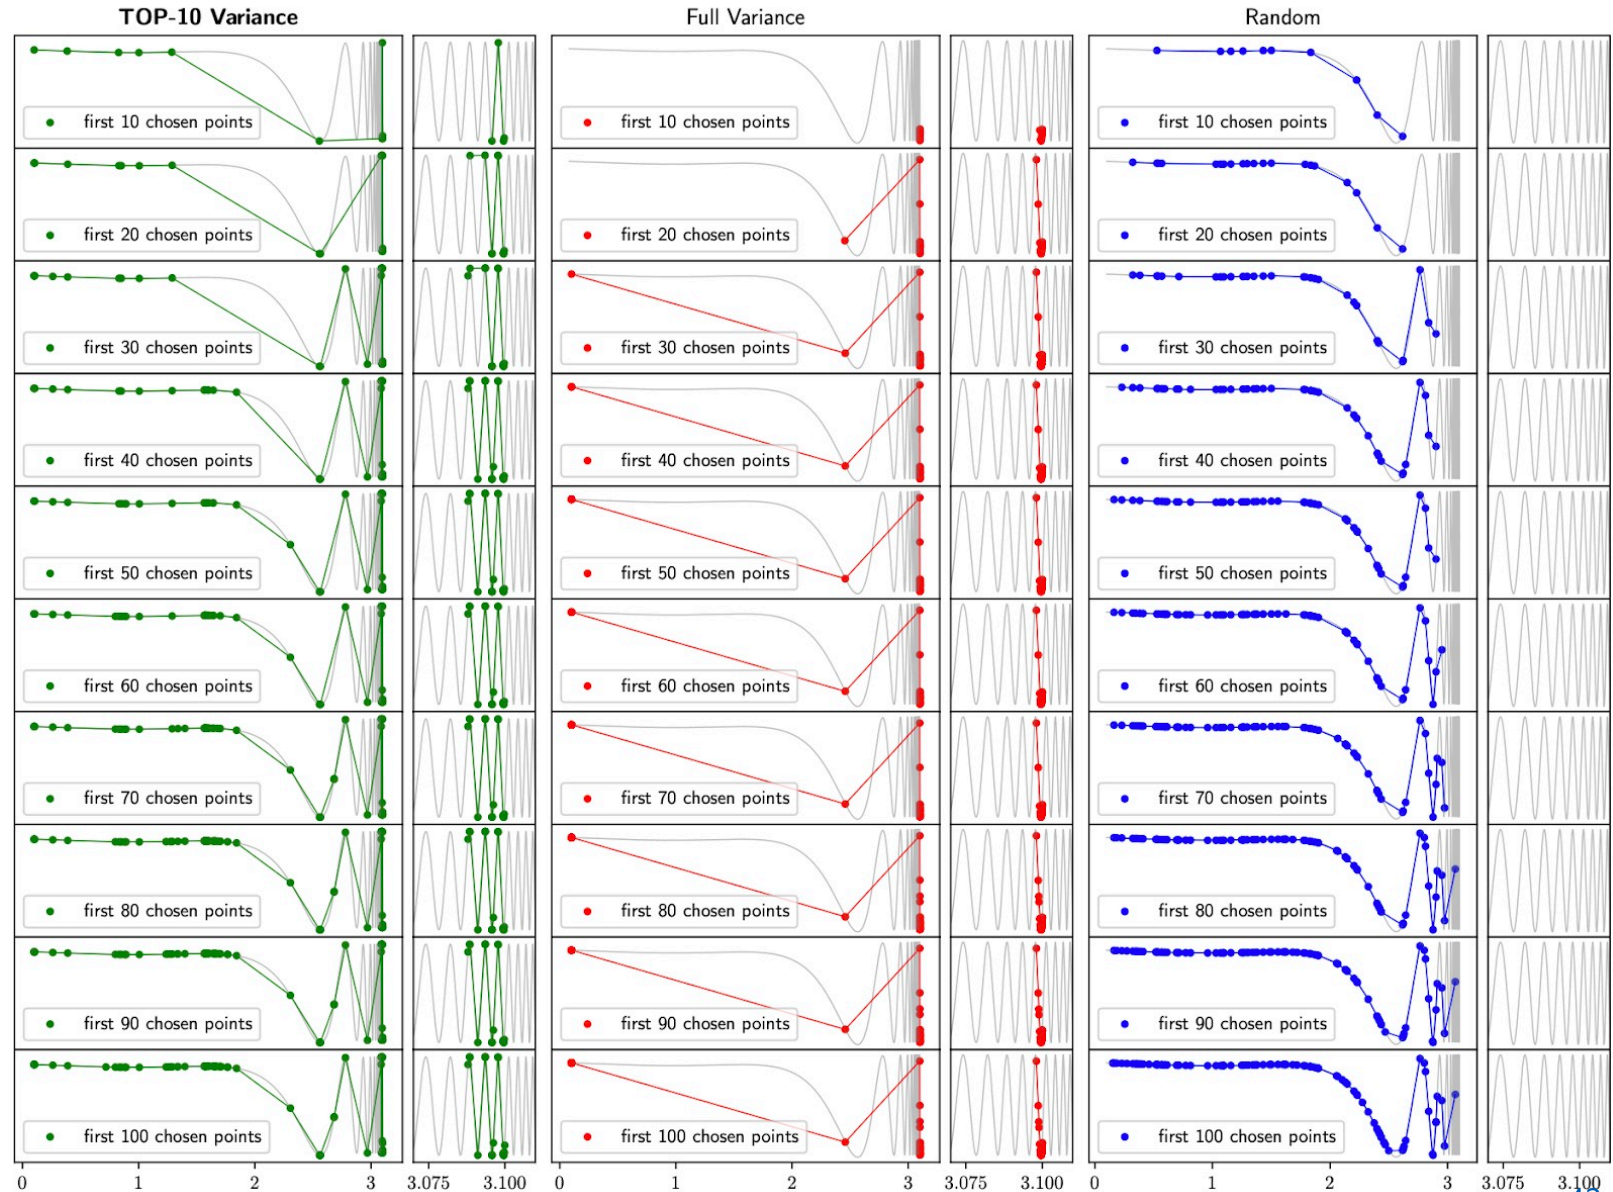 TOP-10 Variance Full Variance Random
first 10 chosen points first 10 chosen points first 10 chosen points
first 20 chosen points first 20 chosen points first 20 chosen points
first 30 chosen points first 30 chosen points first 30 chosen points
first 40 chosen points first 40 chosen points first 40 chosen points
first 50 chosen points first 50 chosen points first 50 chosen points
first 60 chosen points first 60 chosen points first 60 chosen points
first 70 chosen points first 70 chosen points first 70 chosen points
first 80 chosen points first 80 chosen points first 80 chosen points
first 90 chosen points first 90 chosen points first 90 chosen points
first 100 chosen points first 100 chosen points first 100 chosen points
0 1 2 3 3.075 3.100 0 1 2 3 3.075 3.100 0 1 2 3 3.075 3.100